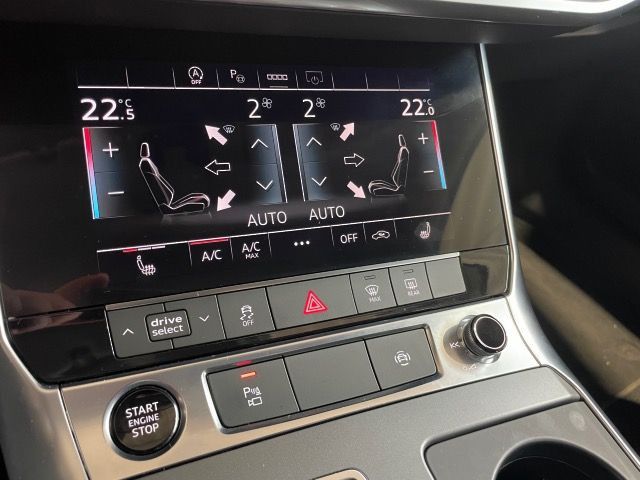 A OFF P
22.5 °C 2 2 22.0 °C
AUTO AUTO
A/C A/C MAX ••• OFF
drive select OFF MAX REAR
P
START ENGINE STOP